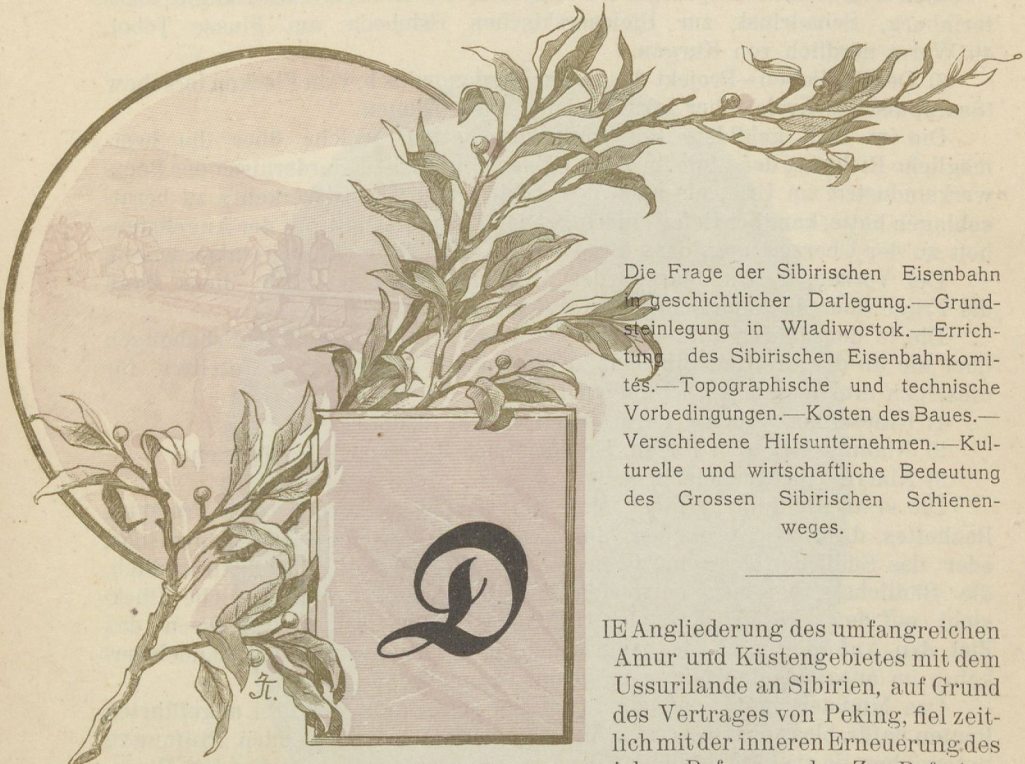 Die Frage der Sibirischen Eisenbahn
in geschichtlicher Darlegung.—Grund-
steinlegung in Wladiwostok.—Errich-
tung des Sibirischen Eisenbahnkomi-
tés.—Topographische und technische
Vorbedingungen.—Kosten des Baues.—
Verschiedene Hilfsunternehmen.—Kul-
turelle und wirtschaftliche Bedeutung
des Grossen Sibirischen Schienen-
weges.
D
IE Angliederung des umfangreichen
Amur und Küstengebietes mit dem
Ussurilande an Sibirien, auf Grund
des Vertrages von Peking, fiel zeit-
lich mit der inneren Erneuerung des